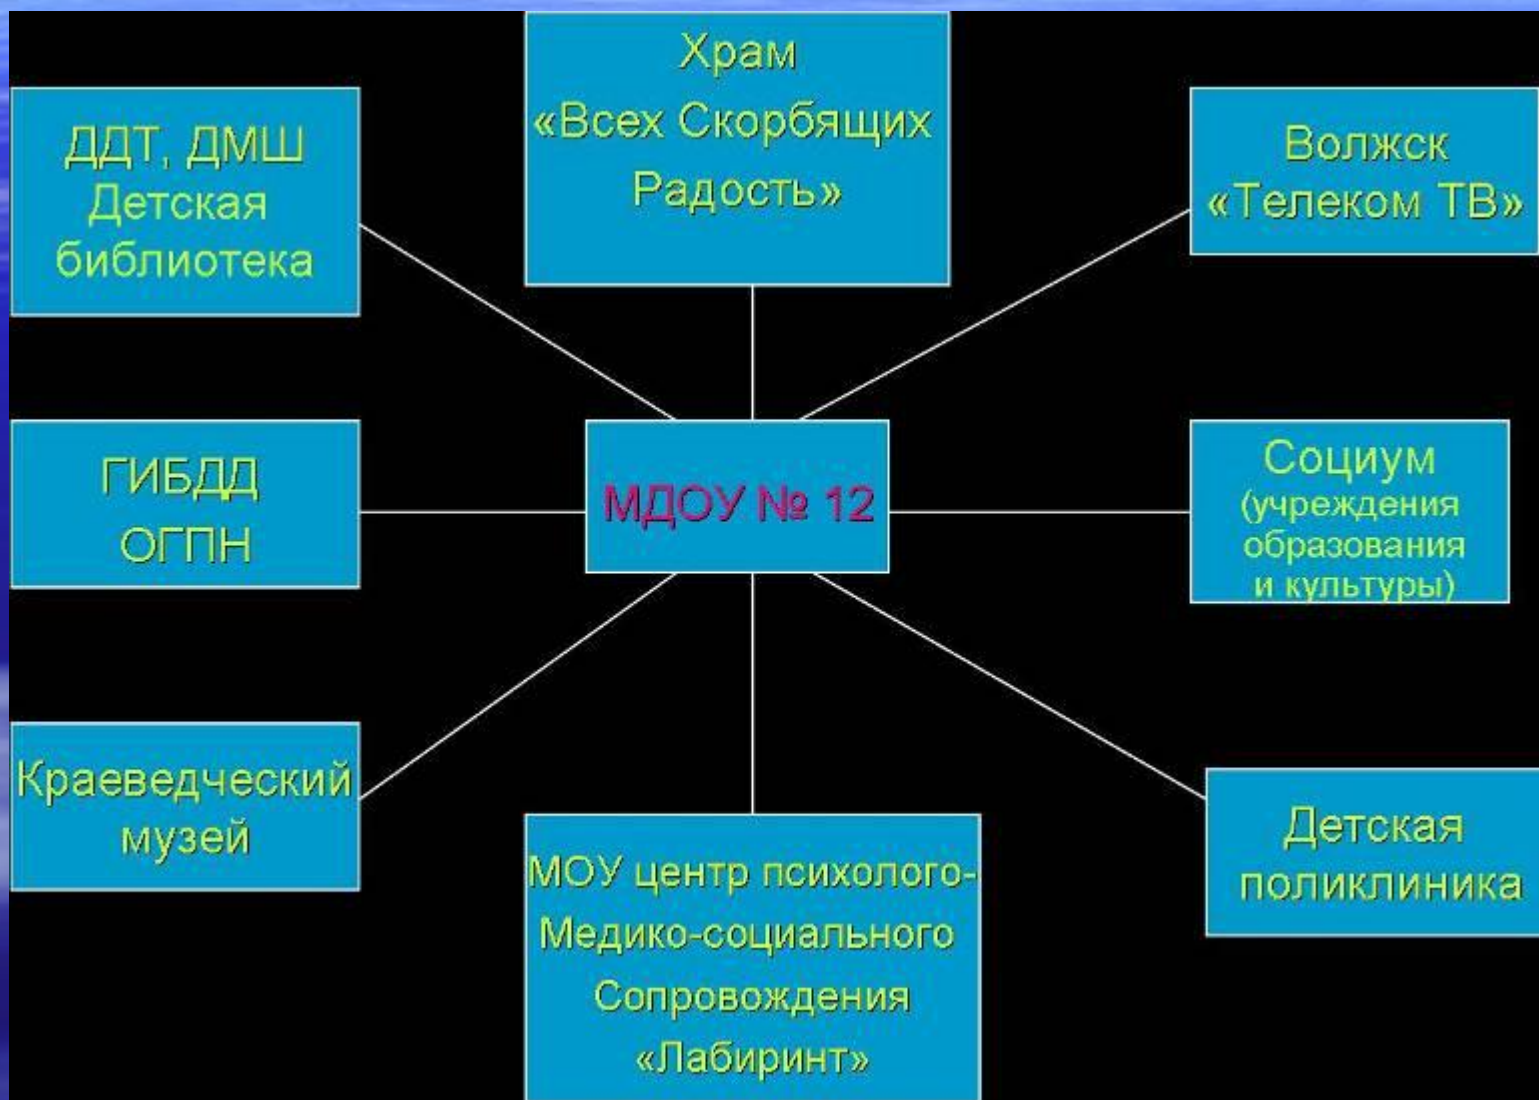 Храм
«Всех Скорбящих
Радость»
ДДТ, ДМШ
Детская
библиотека
Волжск
«Телеком ТВ»
ГИБДД
ОГПН
МДОУ № 12
Социум
(учреждения
образования
и культуры)
Краеведческий
музей
МОУ центр психолого-
Медико-социального
Сопровождения
«Лабиринт»
Детская
поликлиника